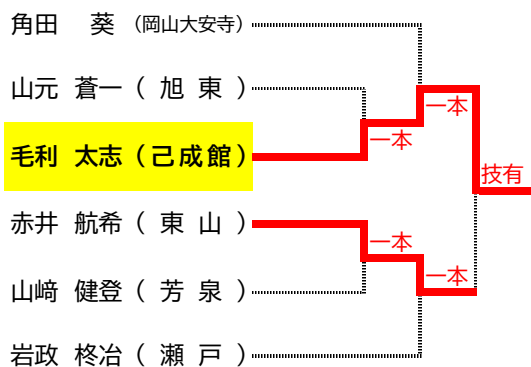 角田 葵 （岡山大安寺）
山元 蒼一（ 旭 東 ）
一本
一本
毛利 太志（己成館）
技有
赤井 航希（ 東 山 ）
一本
一本
山﨑 健登（ 芳 泉 ）
岩政 柊冶（ 瀬 戸 ）